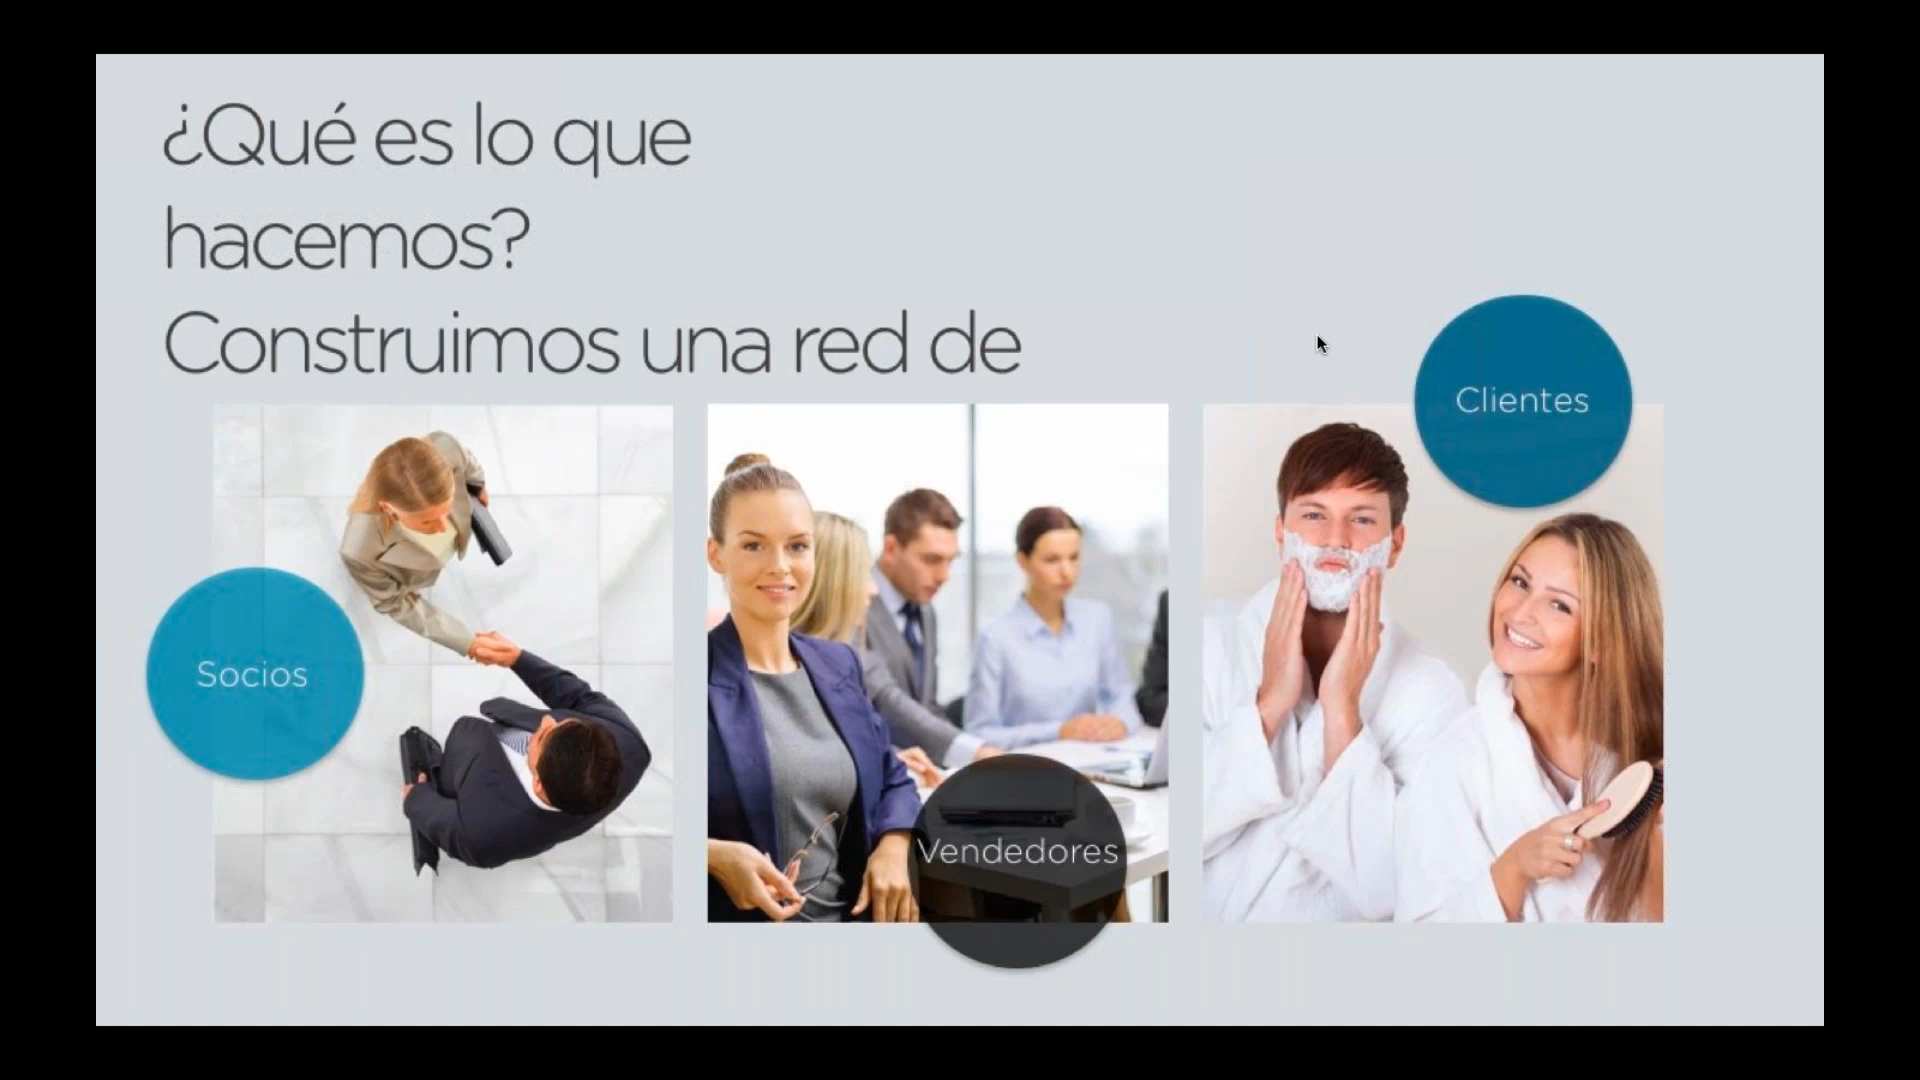 ¿Qué es lo que
hacemos?
Construimos una red de
Clientes
Socios
Vendedores